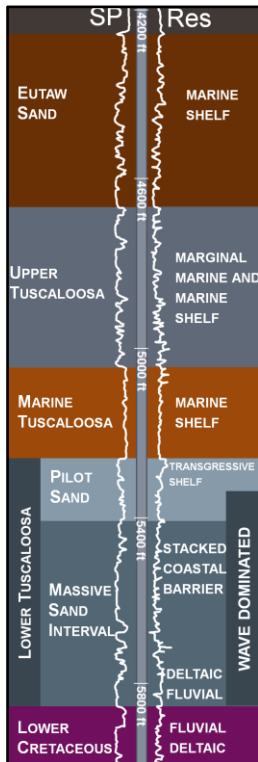 SP Res
4200 ft
EUTAW
SAND
MARINE
SHELF
4600 ft
UPPER
TUSCALOOSA
MARGINAL
MARINE AND
MARINE
SHELF
5000 ft
MARINE
TUSCALOOSA
MARINE
SHELF
LOWER TUSCALOOSA
PILOT
SAND
TRANSGRESSIVE
SHELF
5400 ft
MASSIVE
SAND
INTERVAL
STACKED
COASTAL
BARRIER
WAVE DOMINATED
DELTAIC
FLUVIAL
5800 ft
LOWER
CRETACEOUS
FLUVIAL
DELTAIC